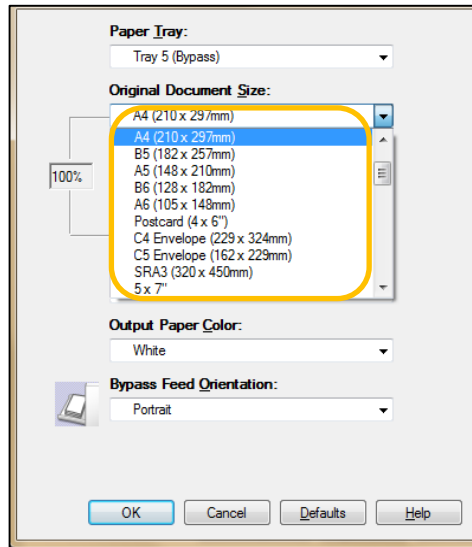 Paper Tray:
Tray 5 (Bypass)
Original Document Size:
A4 (210 x 297mm)
A4 (210 x 297mm)
B5 (182 x 257mm)
100%
A5 (148 x 210mm)
B6 (128 x 182mm)
A6 (105 x 148mm)
Postcard (4 x 6")
C4 Envelope (229 x 324mm)
C5 Envelope (162 x 229mm)
SRA3 (320 x 450mm)
5 x 7"
Output Paper Color:
White
Bypass Feed Orientation:
Portrait
OK Cancel Defaults Help